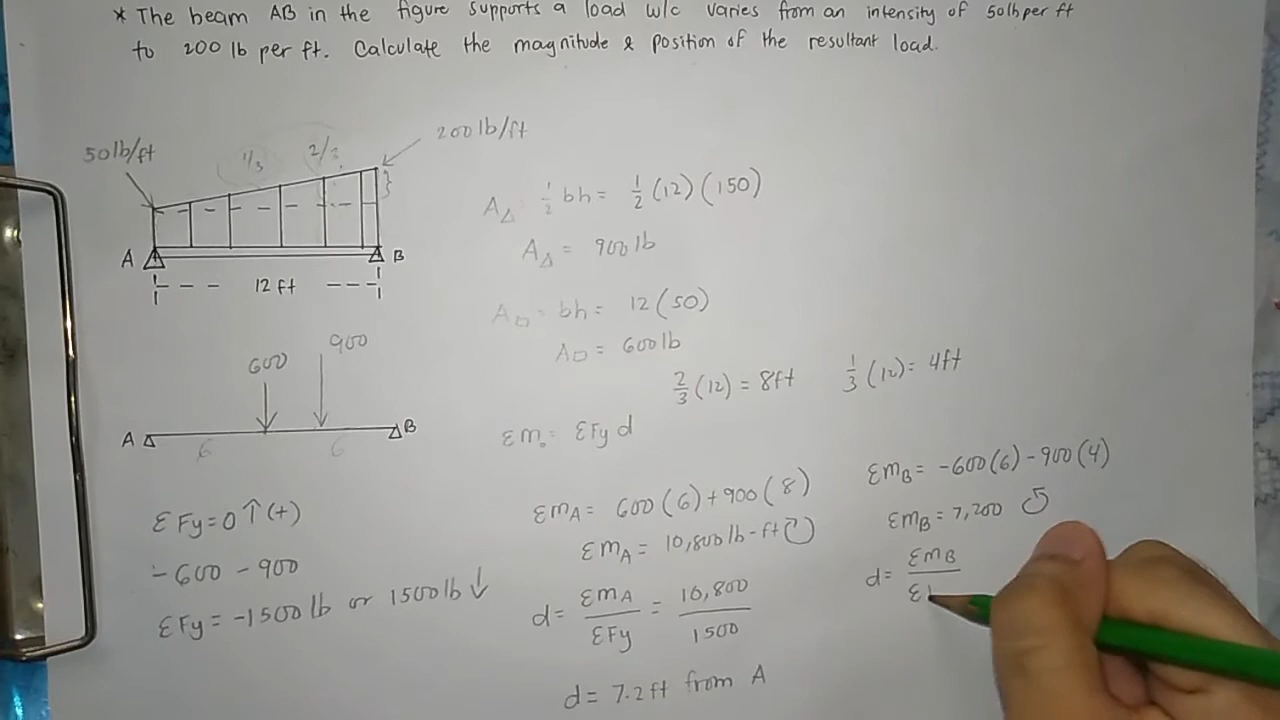 * The beam AB in the figure supports a load w/c varies from an intensity of 50lb per ft
to 200 lb per ft. Calculate the magnitude & position of the resultant load.
50lb/ft
1/3
2/3
200 lb/ft
A
B
12 ft
600
900
A
B
6
6
ΣFy=0↑(+)
-600 -900
ΣFy= -1500 lb or 1500lb ↓
A△ = 1/2 bh = 1/2 (12)(150)
A△ = 900 lb
A□ = bh = 12(50)
A□ = 600 lb
2/3 (12) = 8ft
1/3 (12) = 4ft
Σm₀= ΣFy d
ΣmA = 600(6)+900(8)
ΣmA = 10,800 lb-ft ↻
d= ΣmA/ΣFy = 10,800/1500
d= 7.2 ft from A
ΣmB= -600(6)-900(4)
ΣmB= 7,200 ↺
d= ΣmB/Σ